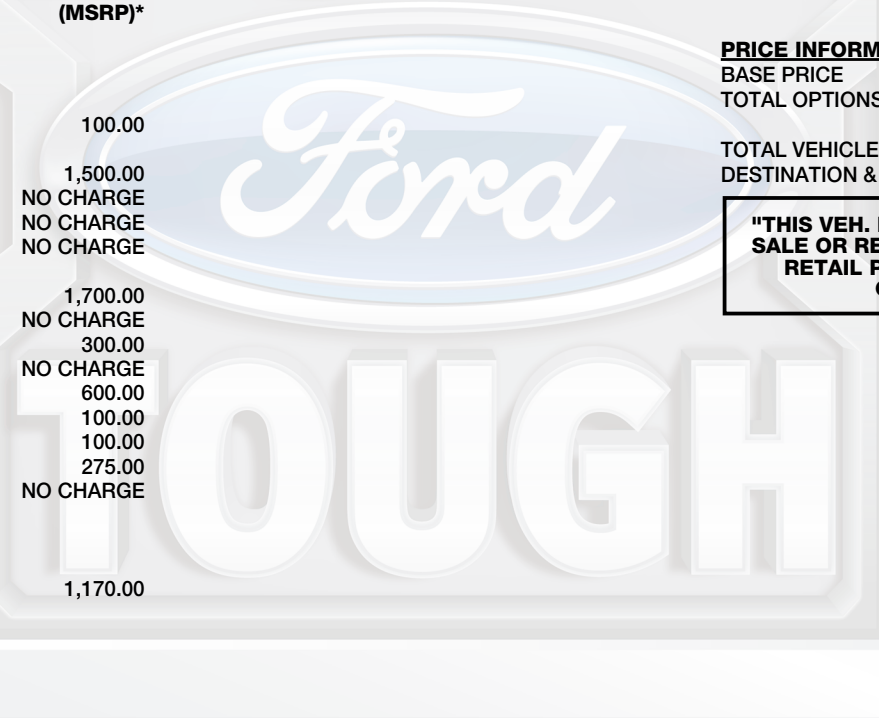 (MSRP)*
100.00
1,500.00
NO CHARGE
NO CHARGE
NO CHARGE
1,700.00
NO CHARGE
300.00
NO CHARGE
600.00
100.00
100.00
275.00
NO CHARGE
1,170.00
PRICE INFORM
BASE PRICE
TOTAL OPTIONS
TOTAL VEHICLE
DESTINATION &
"THIS VEH.
SALE OR RE
RETAIL P
Ford
TOUGH